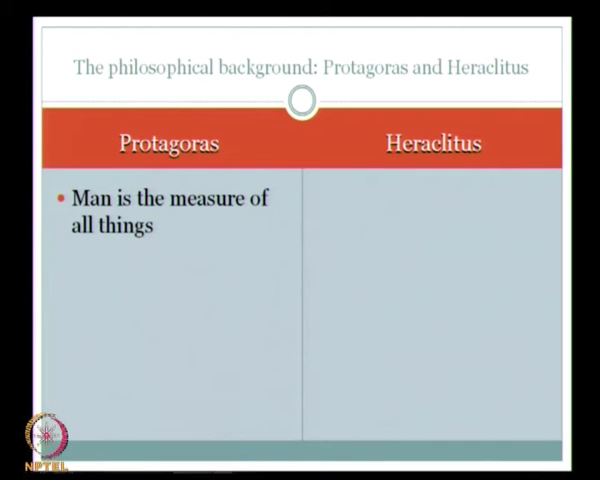 The philosophical background: Protagoras and Heraclitus
Protagoras
Heraclitus
Man is the measure of
all things
NPTEL